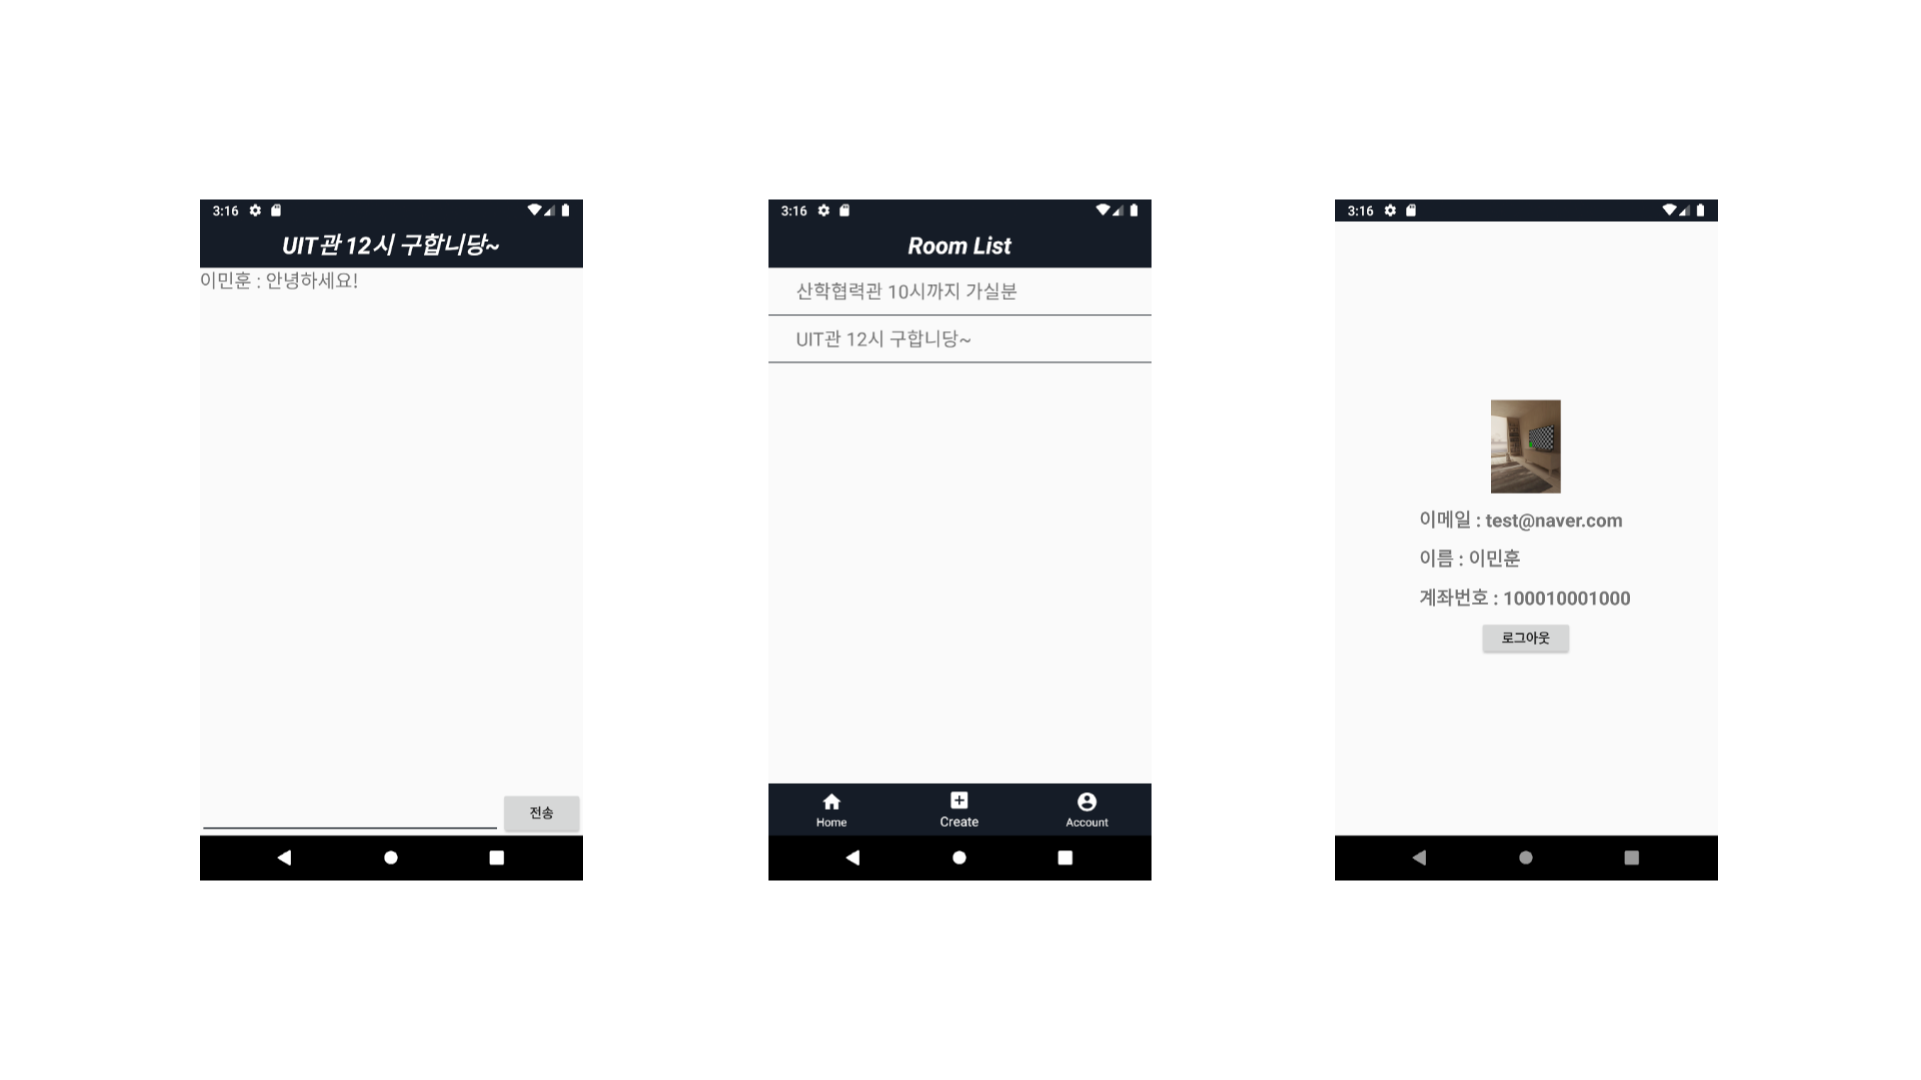 3:16
UIT관 12시 구합니당~
이민훈 : 안녕하세요!
전송
3:16
Room List
산학협력관 10시까지 가실분
UIT관 12시 구합니당~
Home
Create
Account
3:16
이메일 : test@naver.com
이름 : 이민훈
계좌번호 : 100010001000
로그아웃